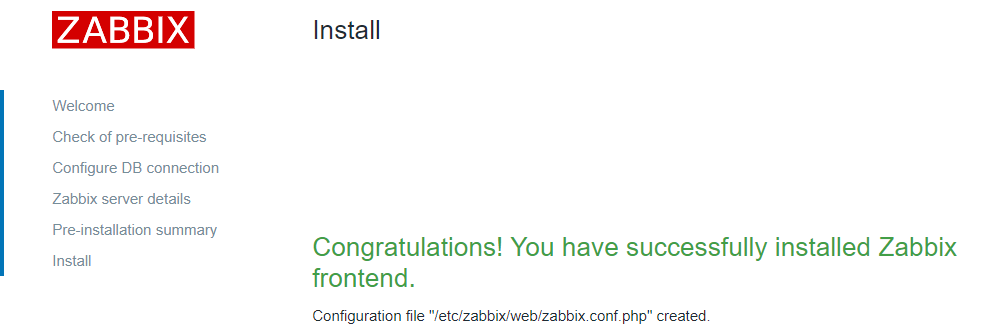 ZABBIX
Install
Welcome
Check of pre-requisites
Configure DB connection
Zabbix server details
Pre-installation summary
Install
Congratulations! You have successfully installed Zabbix
frontend.
Configuration file "/etc/zabbix/web/zabbix.conf.php" created.